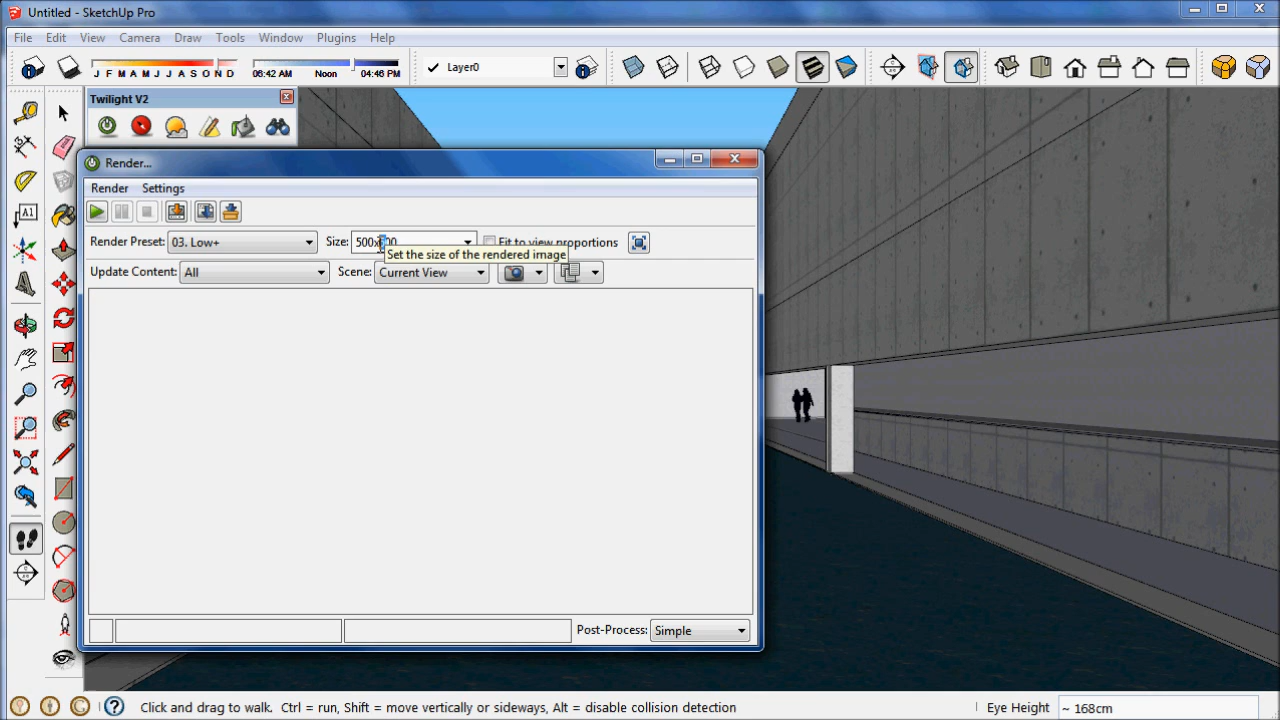 Untitled - SketchUp Pro
File Edit View Camera Draw Tools Window Plugins Help
J F M A M J J A S O N D
06:42 AM Noon 04:46 PM
Layer0
Twilight V2
Render...
Render Settings
Render Preset: 03. Low+ Size: 500x 00 Fit to view proportions
Set the size of the rendered image
Update Content: All Scene: Current View
A1
Post-Process: Simple
Click and drag to walk. Ctrl = run, Shift = move vertically or sideways, Alt = disable collision detection
Eye Height ~ 168cm